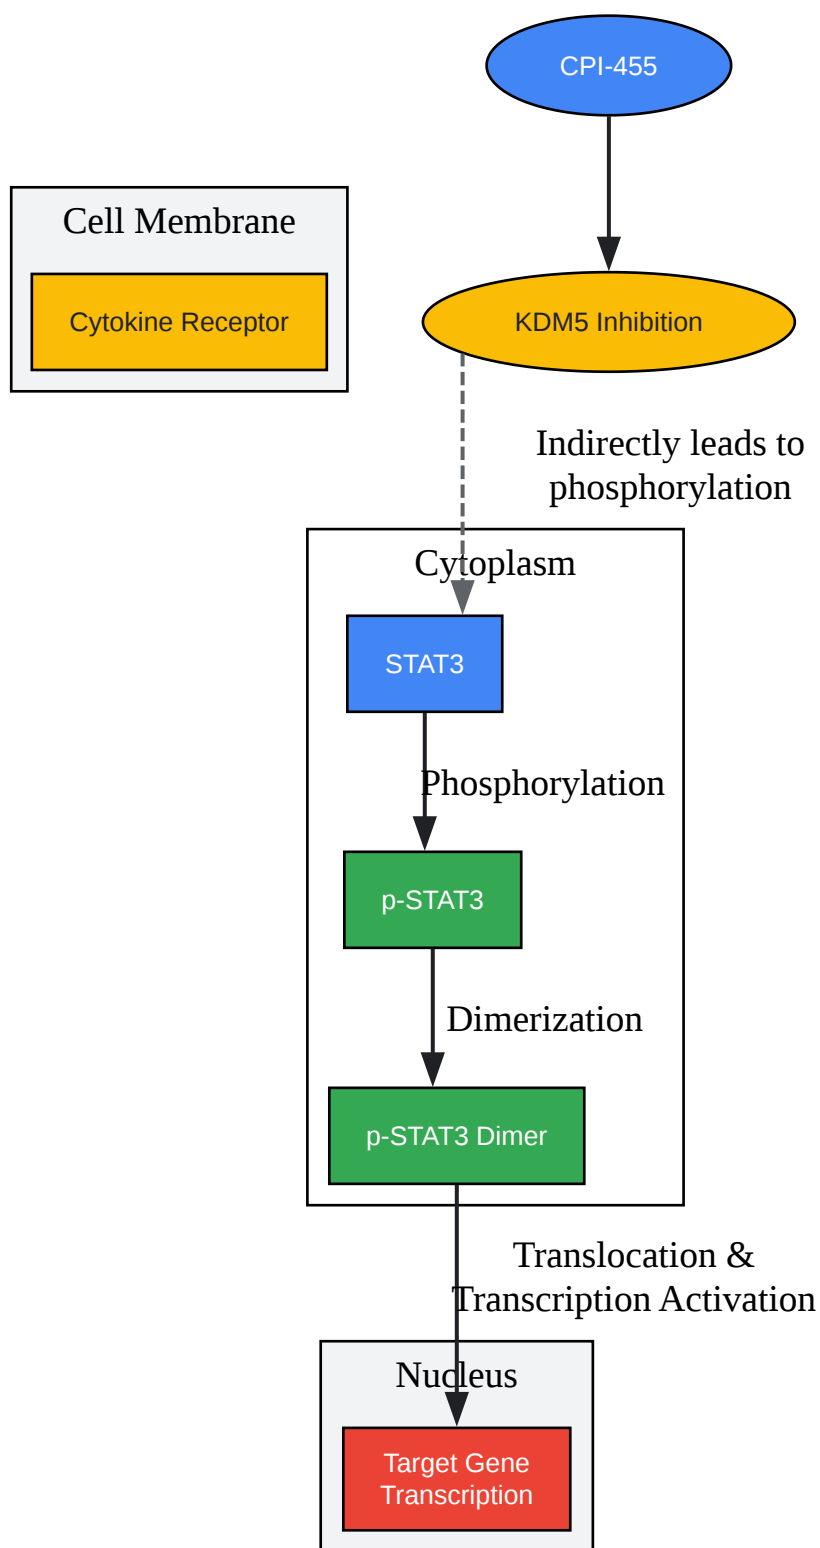 CPI-455
Cell Membrane
Cytokine Receptor
KDM5 Inhibition
Indirectly leads to
phosphorylation
Cytoplasm
STAT3
Phosphorylation
p-STAT3
Dimerization
p-STAT3 Dimer
Translocation &
Transcription Activation
Nucleus
Target Gene
Transcription